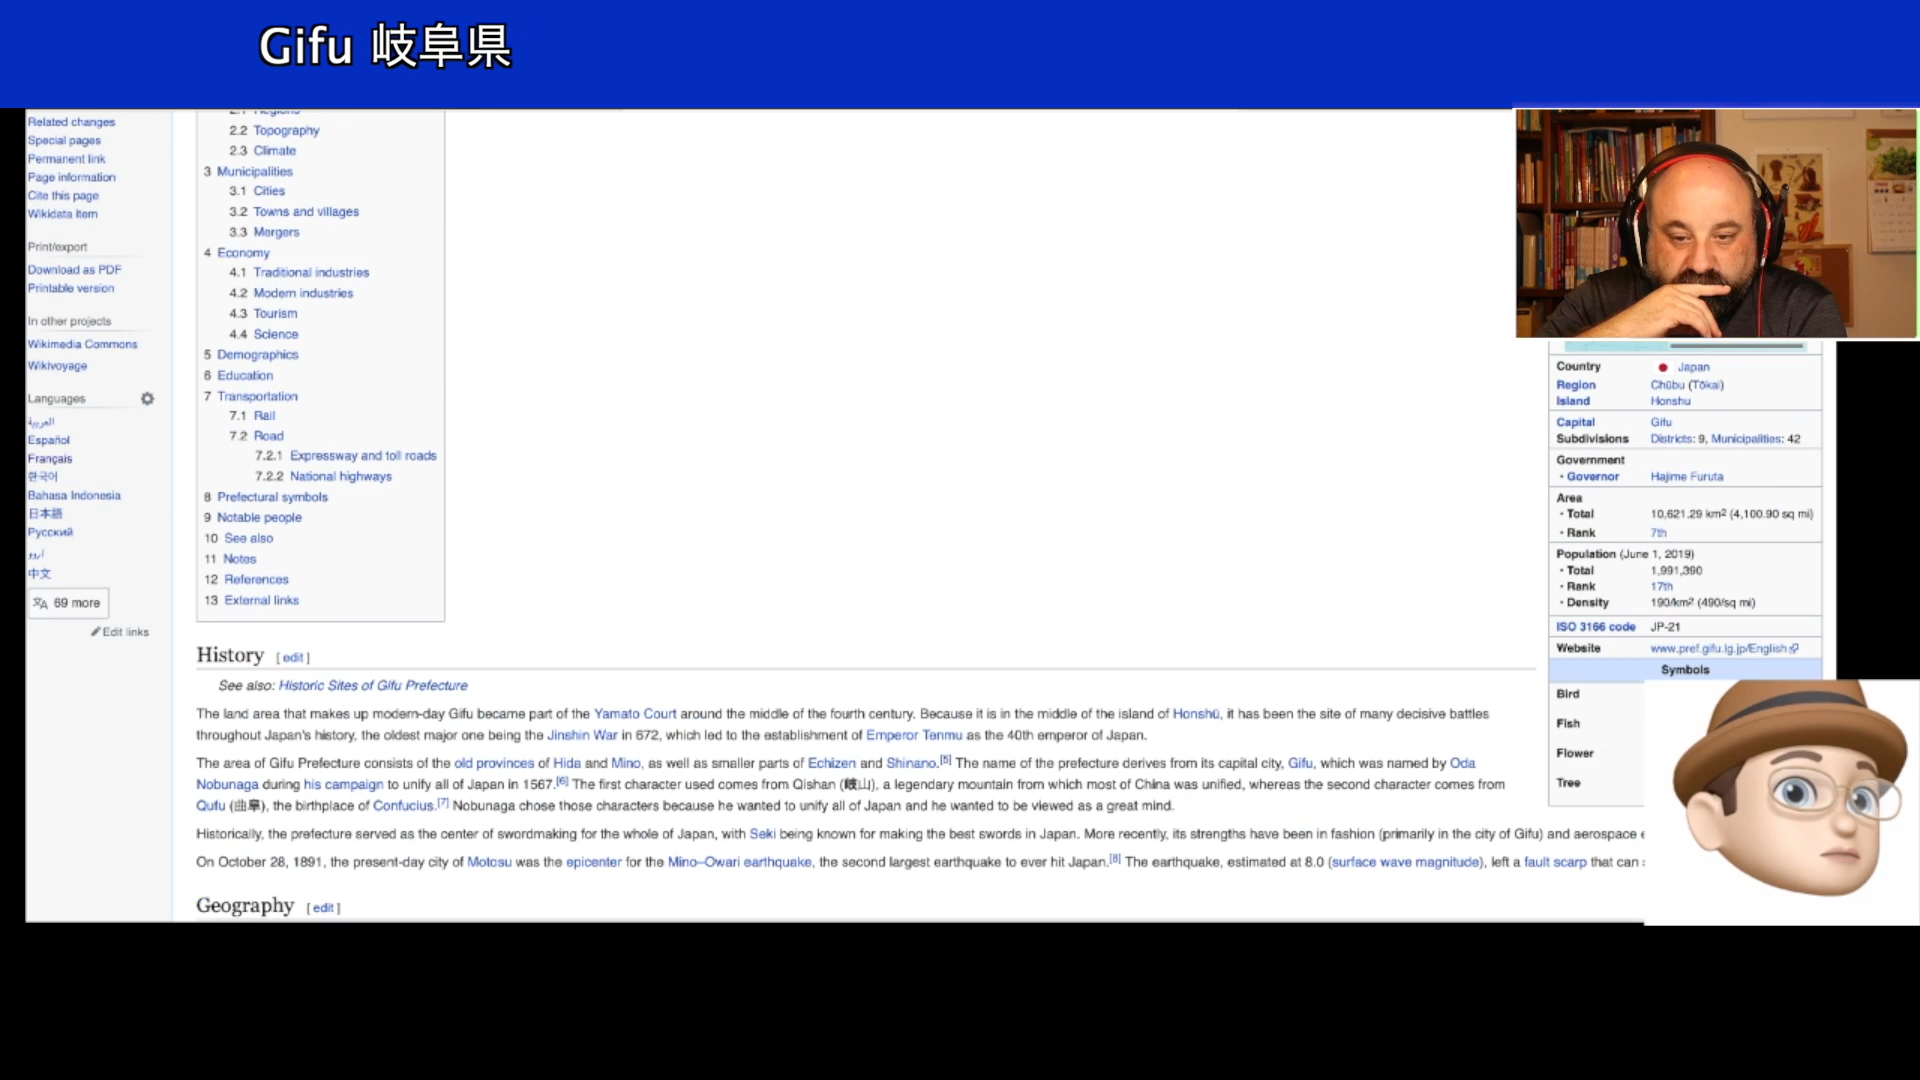 Gifu 岐阜県
Related changes
Special pages
Permanent link
Page information
Cite this page
Wikidata item
Print/export
Download as PDF
Printable version
In other projects
Wikimedia Commons
Wikivoyage
Languages
العربية
Español
Français
한국어
Bahasa Indonesia
日本語
Русский
اردو
中文
69 more
Edit links
2.1 Regions
2.2 Topography
2.3 Climate
3 Municipalities
3.1 Cities
3.2 Towns and villages
3.3 Mergers
4 Economy
4.1 Traditional industries
4.2 Modern industries
4.3 Tourism
4.4 Science
5 Demographics
6 Education
7 Transportation
7.1 Rail
7.2 Road
7.2.1 Expressway and toll roads
7.2.2 National highways
8 Prefectural symbols
9 Notable people
10 See also
11 Notes
12 References
13 External links
History [ edit ]
See also: Historic Sites of Gifu Prefecture
The land area that makes up modern-day Gifu became part of the Yamato Court around the middle of the fourth century. Because it is in the middle of the island of Honshū, it has been the site of many decisive battles
throughout Japan's history, the oldest major one being the Jinshin War in 672, which led to the establishment of Emperor Tenmu as the 40th emperor of Japan.
The area of Gifu Prefecture consists of the old provinces of Hida and Mino, as well as smaller parts of Echizen and Shinano.[5] The name of the prefecture derives from its capital city, Gifu, which was named by Oda
Nobunaga during his campaign to unify all of Japan in 1567.[6] The first character used comes from Qishan (岐山), a legendary mountain from which most of China was unified, whereas the second character comes from
Qufu (曲阜), the birthplace of Confucius.[7] Nobunaga chose those characters because he wanted to unify all of Japan and he wanted to be viewed as a great mind.
Historically, the prefecture served as the center of swordmaking for the whole of Japan, with Seki being known for making the best swords in Japan. More recently, its strengths have been in fashion (primarily in the city of Gifu) and aerospace
On October 28, 1891, the present-day city of Motosu was the epicenter for the Mino–Owari earthquake, the second largest earthquake to ever hit Japan.[8] The earthquake, estimated at 8.0 (surface wave magnitude), left a fault scarp that can
Geography [ edit ]
Country Japan
Region Chūbu (Tōkai)
Island Honshu
Capital Gifu
Subdivisions Districts: 9, Municipalities: 42
Government
• Governor Hajime Furuta
Area
• Total 10,621.29 km² (4,100.90 sq mi)
• Rank 7th
Population (June 1, 2019)
• Total 1,991,390
• Rank 17th
• Density 190/km² (490/sq mi)
ISO 3166 code JP-21
Website www.pref.gifu.lg.jp/English
Symbols
Bird
Fish
Flower
Tree